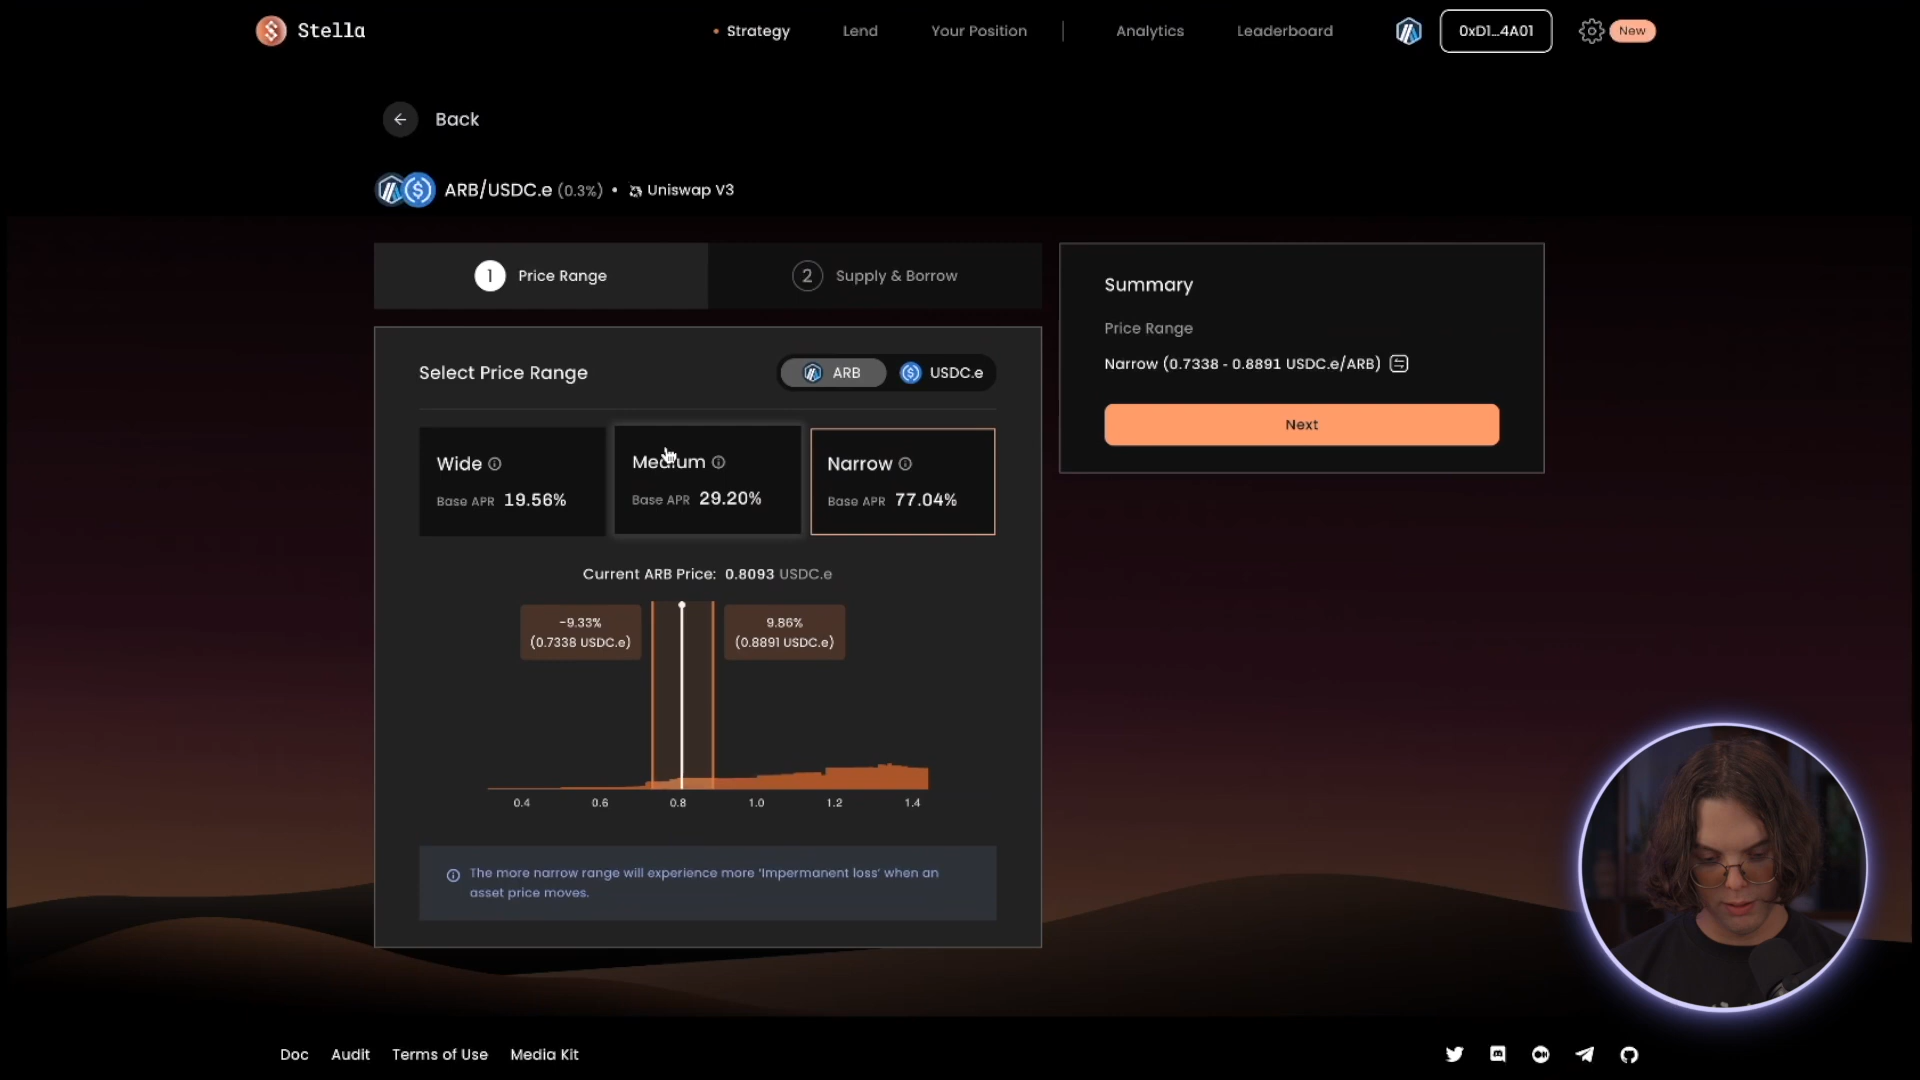 Stella
Strategy
Lend
Your Position
Analytics
Leaderboard
0xD1...4A01
New
Back
ARB/USDC.e (0.3%) • Uniswap V3
1 Price Range
2 Supply & Borrow
Select Price Range
ARB
USDC.e
Wide
Base APR 19.56%
Medium
Base APR 29.20%
Narrow
Base APR 77.04%
Current ARB Price: 0.8093 USDC.e
-9.33%
(0.7338 USDC.e)
9.86%
(0.8891 USDC.e)
0.4 0.6 0.8 1.0 1.2 1.4
The more narrow range will experience more 'Impermanent loss' when an
asset price moves.
Summary
Price Range
Narrow (0.7338 - 0.8891 USDC.e/ARB)
Next
Doc
Audit
Terms of Use
Media Kit